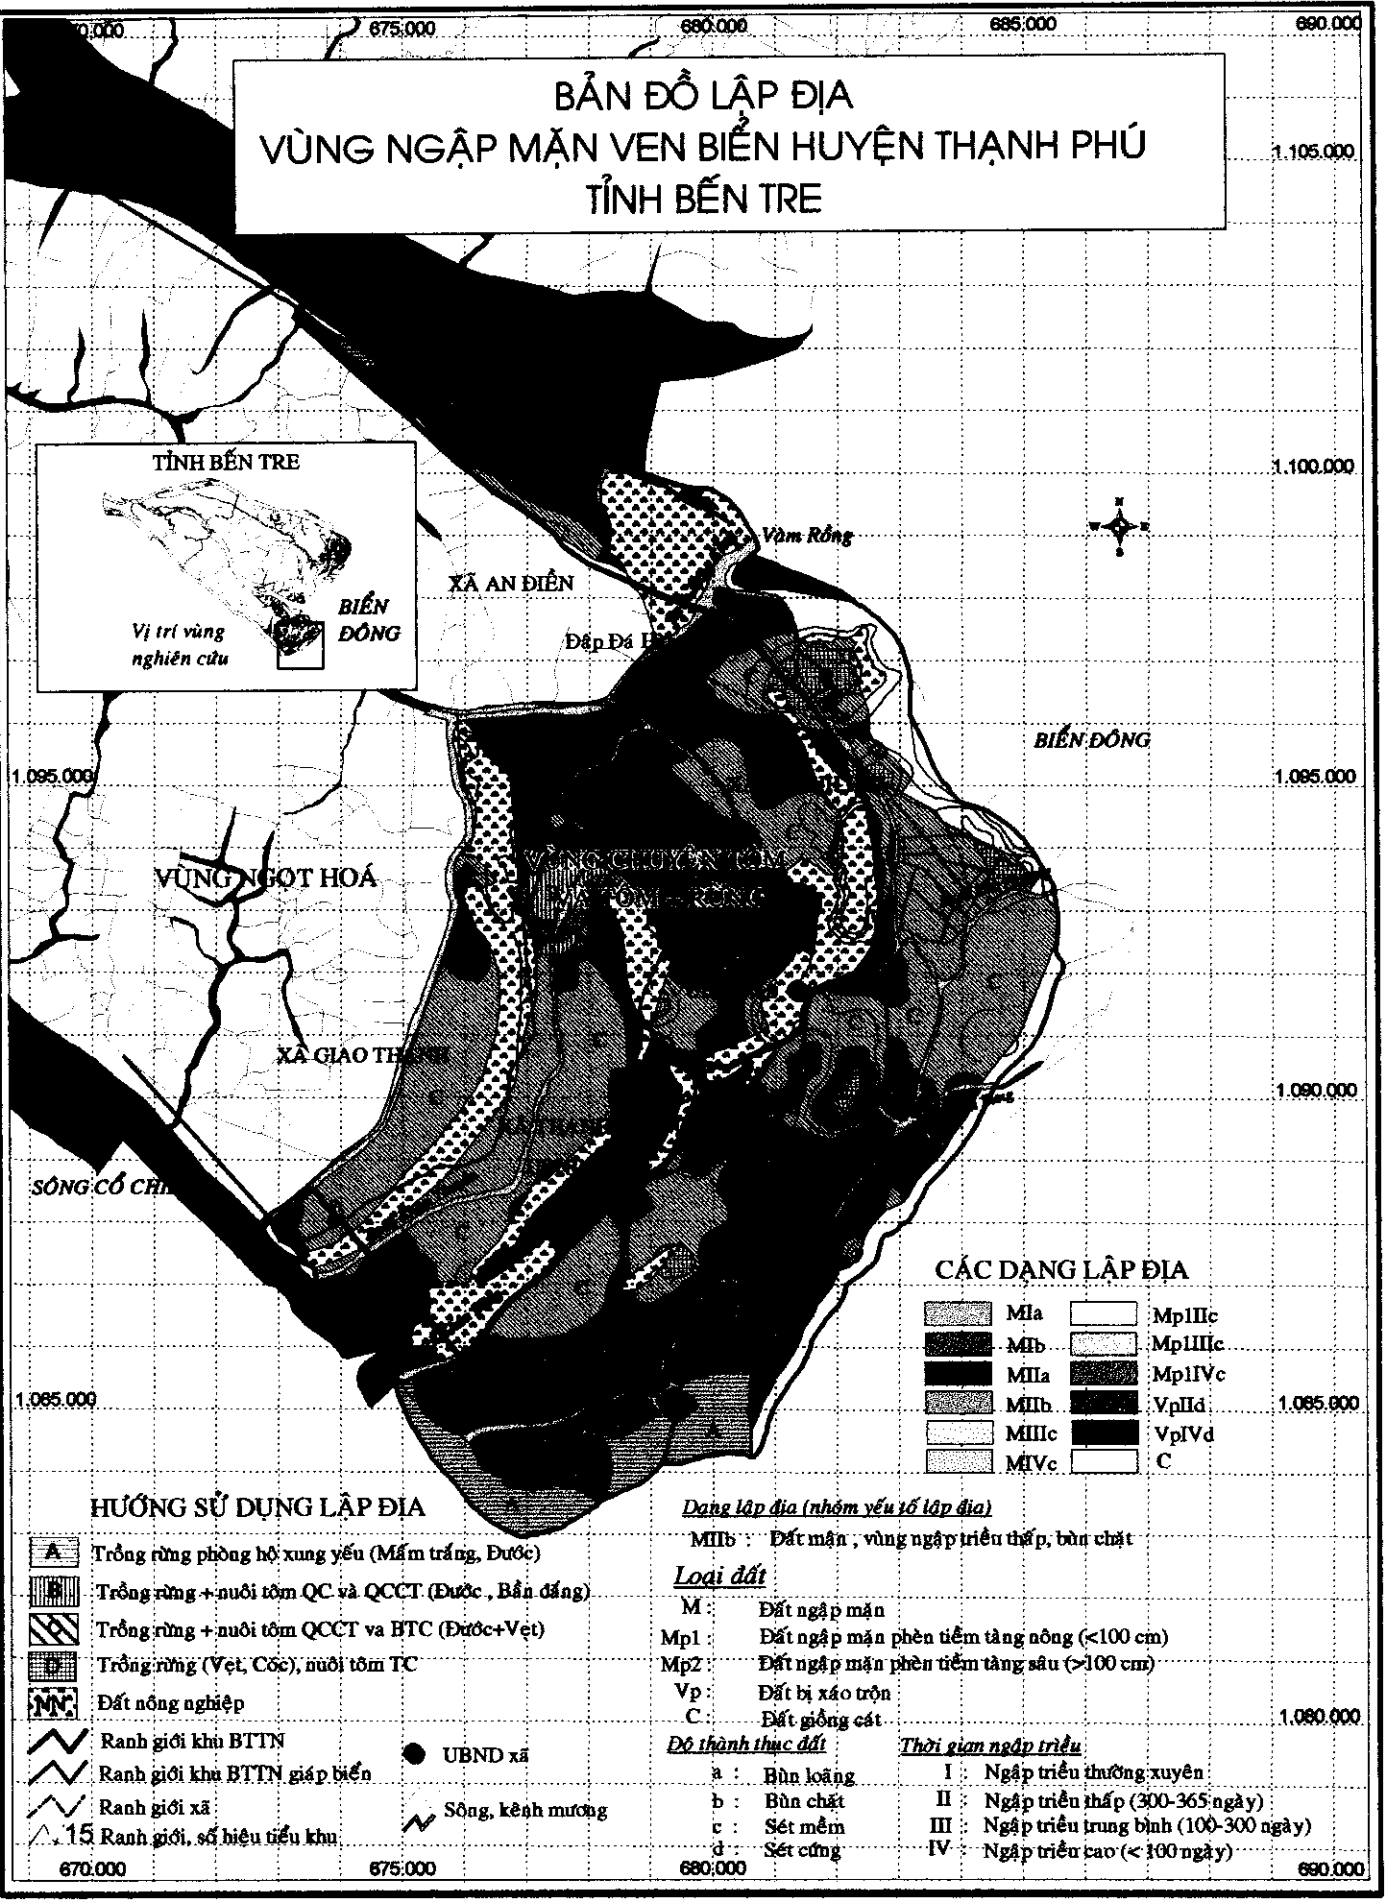 675.000 680.000 685.000 690.000
BẢN ĐỒ LẬP ĐỊA
VÙNG NGẬP MẶN VEN BIỂN HUYỆN THẠNH PHÚ
TỈNH BẾN TRE
1.105.000
TỈNH BẾN TRE
BIỂN
ĐÔNG
Vị trí vùng
nghiên cứu
1.100.000
N
W E
S
Vàm Rồng
XÃ AN ĐIỀN
Đập Đá
BIỂN ĐÔNG
1.095.000 1.095.000
VÙNG CHUYÊN TÔM
VÙNG NGỌT HOÁ
XÃ GIAO THẠNH
1.090.000
SÔNG CỔ CHIÊN
CÁC DẠNG LẬP ĐỊA
MIa Mp1IIc
MIb Mp1IIIc
MIIa Mp1IVc
MIIb VpIId
MIIIc VpIVd
MIVc C
1.085.000 1.085.000
HƯỚNG SỬ DỤNG LẬP ĐỊA
A Trồng rừng phòng hộ xung yếu (Mấm trắng, Đước)
B Trồng rừng + nuôi tôm QC và QCCT (Đước , Bần đắng)
C Trồng rừng + nuôi tôm QCCT va BTC (Đước+Vẹt)
D Trồng rừng (Vẹt, Cóc), nuôi tôm TC
NN Đất nông nghiệp
Ranh giới khu BTTN
Ranh giới khu BTTN giáp biển
Ranh giới xã
15 Ranh giới, số hiệu tiểu khu
UBND xã
Sông, kênh mương
Dạng lập địa (nhóm yếu tố lập địa)
MIIb : Đất mặn , vùng ngập triều thấp, bùn chặt
Loại đất
M : Đất ngập mặn
Mp1 : Đất ngập mặn phèn tiềm tàng nông (<100 cm)
Mp2 : Đất ngập mặn phèn tiềm tàng sâu (>100 cm)
Vp : Đất bị xáo trộn
C : Đất giồng cát
1.080.000
Độ thành thục đất
a : Bùn loãng
b : Bùn chặt
c : Sét mềm
d : Sét cứng
Thời gian ngập triều
I : Ngập triều thường xuyên
II : Ngập triều thấp (300-365 ngày)
III : Ngập triều trung bình (100-300 ngày)
IV : Ngập triều cao (< 100 ngày)
670.000 675.000 680.000 690.000